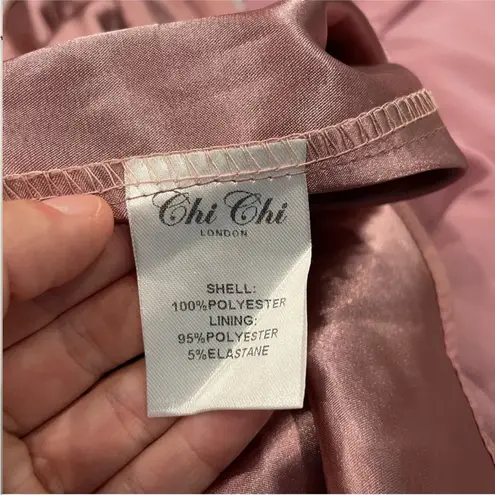 Chi Chi
LONDON
SHELL:
100%POLYESTER
LINING:
95%POLYESTER
5%ELASTANE